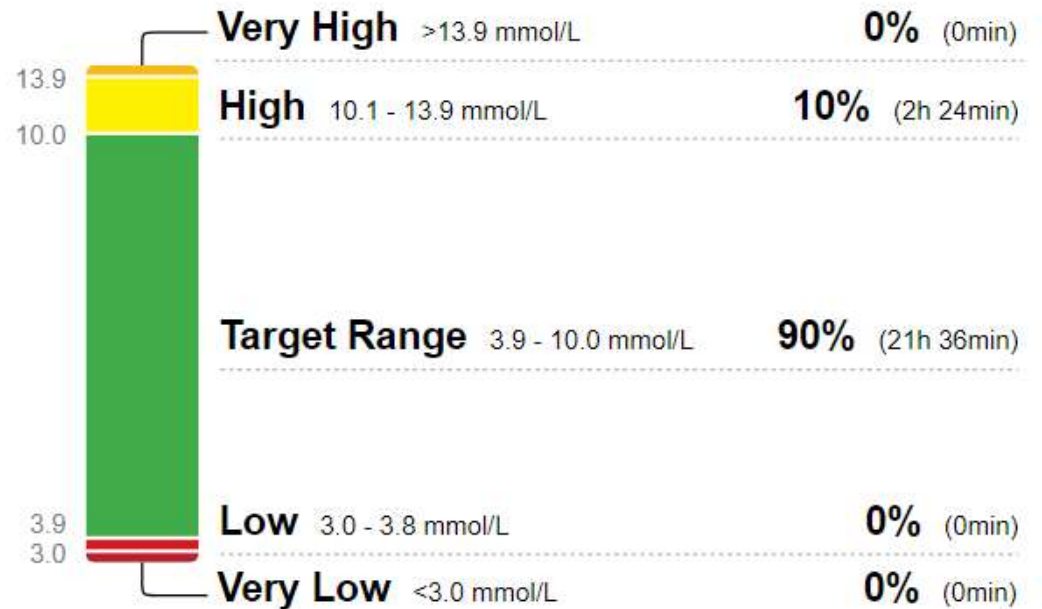 Very High >13.9 mmol/L 0% (0min)
13.9
High 10.1 - 13.9 mmol/L 10% (2h 24min)
10.0
Target Range 3.9 - 10.0 mmol/L 90% (21h 36min)
3.9
Low 3.0 - 3.8 mmol/L 0% (0min)
3.0
Very Low <3.0 mmol/L 0% (0min)